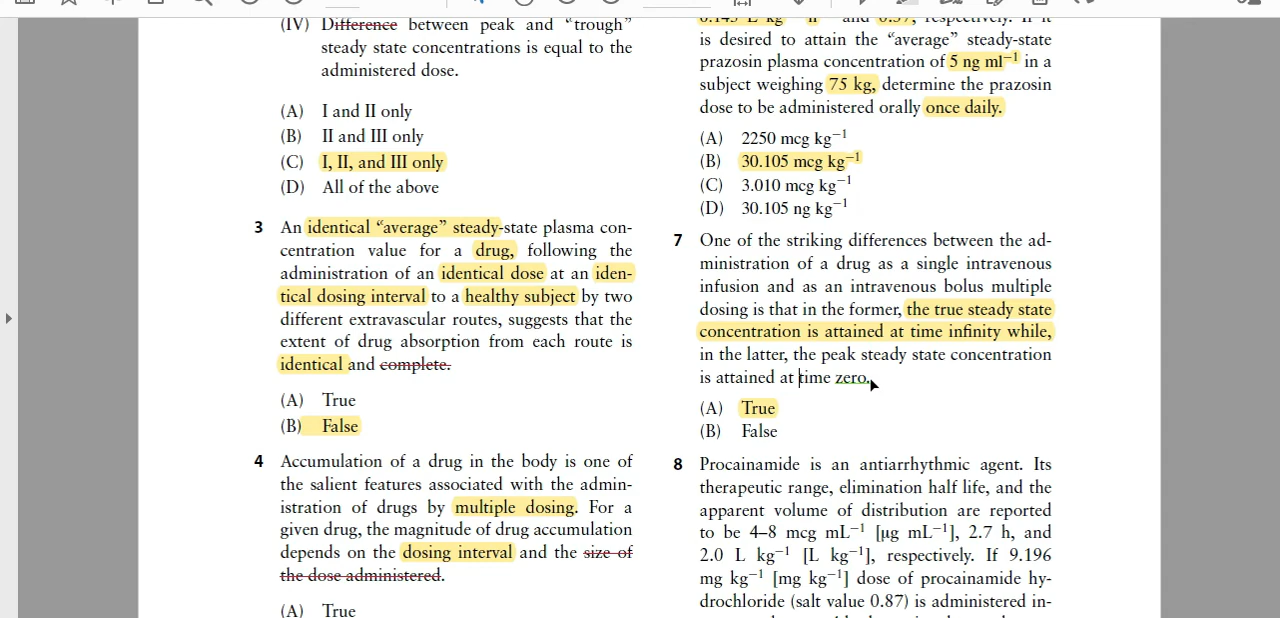 (IV) Difference between peak and “trough”
steady state concentrations is equal to the
administered dose.
(A) I and II only
(B) II and III only
(C) I, II, and III only
(D) All of the above
3 An identical “average” steady-state plasma con-
centration value for a drug, following the
administration of an identical dose at an iden-
tical dosing interval to a healthy subject by two
different extravascular routes, suggests that the
extent of drug absorption from each route is
identical and complete.
(A) True
(B) False
4 Accumulation of a drug in the body is one of
the salient features associated with the admin-
istration of drugs by multiple dosing. For a
given drug, the magnitude of drug accumulation
depends on the dosing interval and the size of
the dose administered.
(A) True
is desired to attain the “average” steady-state
prazosin plasma concentration of 5 ng ml⁻¹ in a
subject weighing 75 kg, determine the prazosin
dose to be administered orally once daily.
(A) 2250 mcg kg⁻¹
(B) 30.105 mcg kg⁻¹
(C) 3.010 mcg kg⁻¹
(D) 30.105 ng kg⁻¹
7 One of the striking differences between the ad-
ministration of a drug as a single intravenous
infusion and as an intravenous bolus multiple
dosing is that in the former, the true steady state
concentration is attained at time infinity while,
in the latter, the peak steady state concentration
is attained at time zero.
(A) True
(B) False
8 Procainamide is an antiarrhythmic agent. Its
therapeutic range, elimination half life, and the
apparent volume of distribution are reported
to be 4–8 mcg mL⁻¹ [μg mL⁻¹], 2.7 h, and
2.0 L kg⁻¹ [L kg⁻¹], respectively. If 9.196
mg kg⁻¹ [mg kg⁻¹] dose of procainamide hy-
drochloride (salt value 0.87) is administered in-